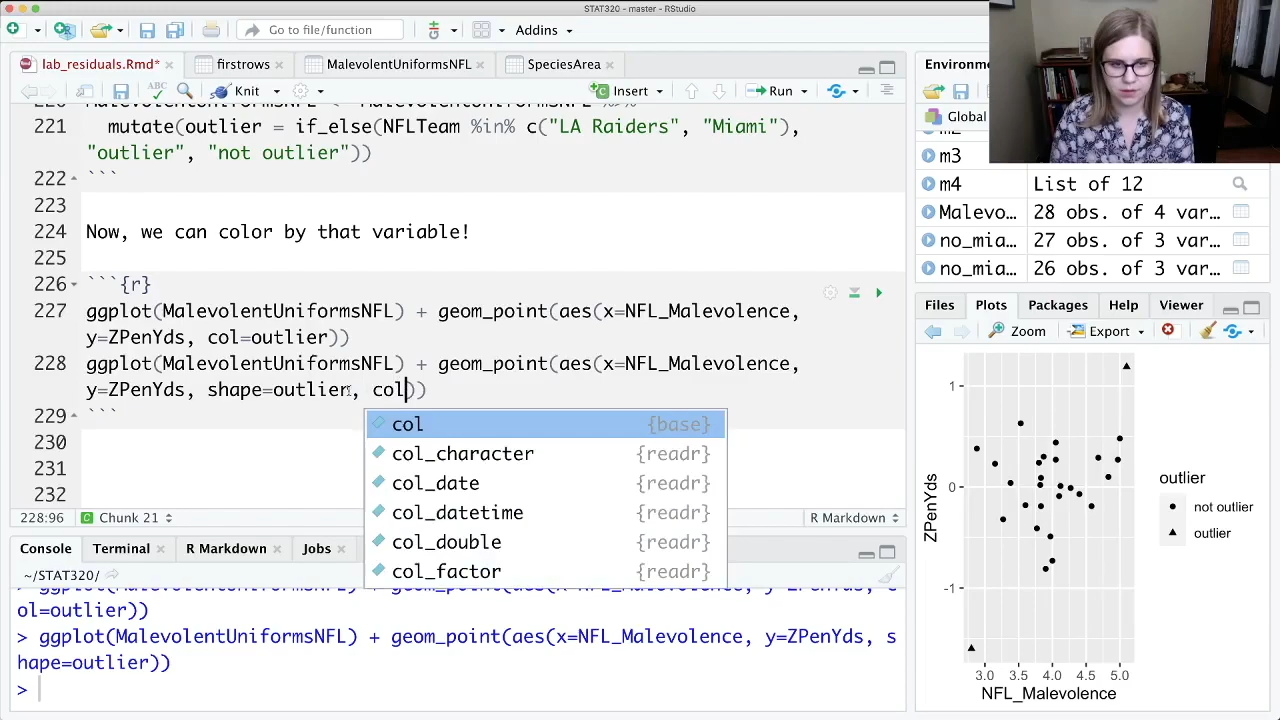 STAT320 - master - RStudio
Go to file/function
Addins
lab_residuals.Rmd*
firstrows
MalevolentUniformsNFL
SpeciesArea
Environme
ABC
Knit
Insert
Run
Global
221 mutate(outlier = if_else(NFLTeam %in% c("LA Raiders", "Miami"),
"outlier", "not outlier"))
222 ```
223
224 Now, we can color by that variable!
225
226 ```{r}
227 ggplot(MalevolentUniformsNFL) + geom_point(aes(x=NFL_Malevolence,
y=ZPenYds, col=outlier))
228 ggplot(MalevolentUniformsNFL) + geom_point(aes(x=NFL_Malevolence,
y=ZPenYds, shape=outlier, col))
229 ```
230
231
232
col {base}
col_character {readr}
col_date {readr}
col_datetime {readr}
col_double {readr}
col_factor {readr}
228:96 Chunk 21 R Markdown
Console Terminal R Markdown Jobs
~/STAT320/
ol=outlier))
> ggplot(MalevolentUniformsNFL) + geom_point(aes(x=NFL_Malevolence, y=ZPenYds, s
hape=outlier))
>
m3
m4 List of 12
Malevo… 28 obs. of 4 var…
no_mia… 27 obs. of 3 var…
no_mia… 26 obs. of 3 var…
Files Plots Packages Help Viewer
Zoom Export
1
0
-1
ZPenYds
3.0 3.5 4.0 4.5 5.0
NFL_Malevolence
outlier
not outlier
outlier